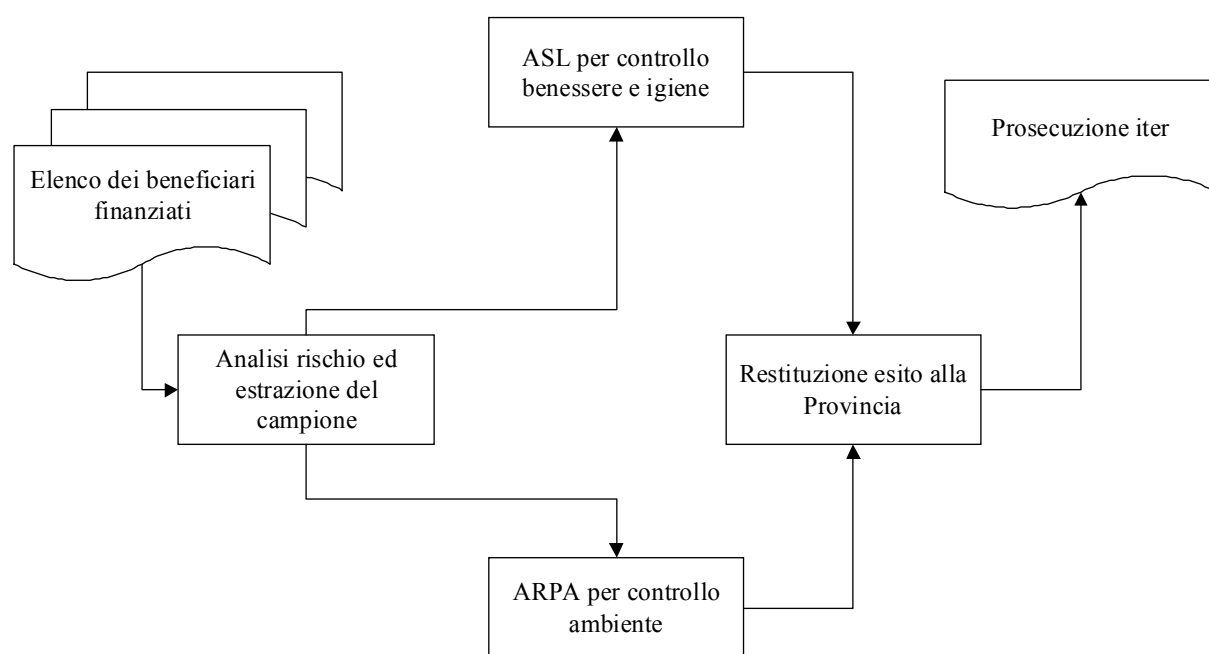 Elenco dei beneficiari
finanziati
Analisi rischio ed
estrazione del
campione
ASL per controllo
benessere e igiene
ARPA per controllo
ambiente
Restituzione esito alla
Provincia
Prosecuzione iter